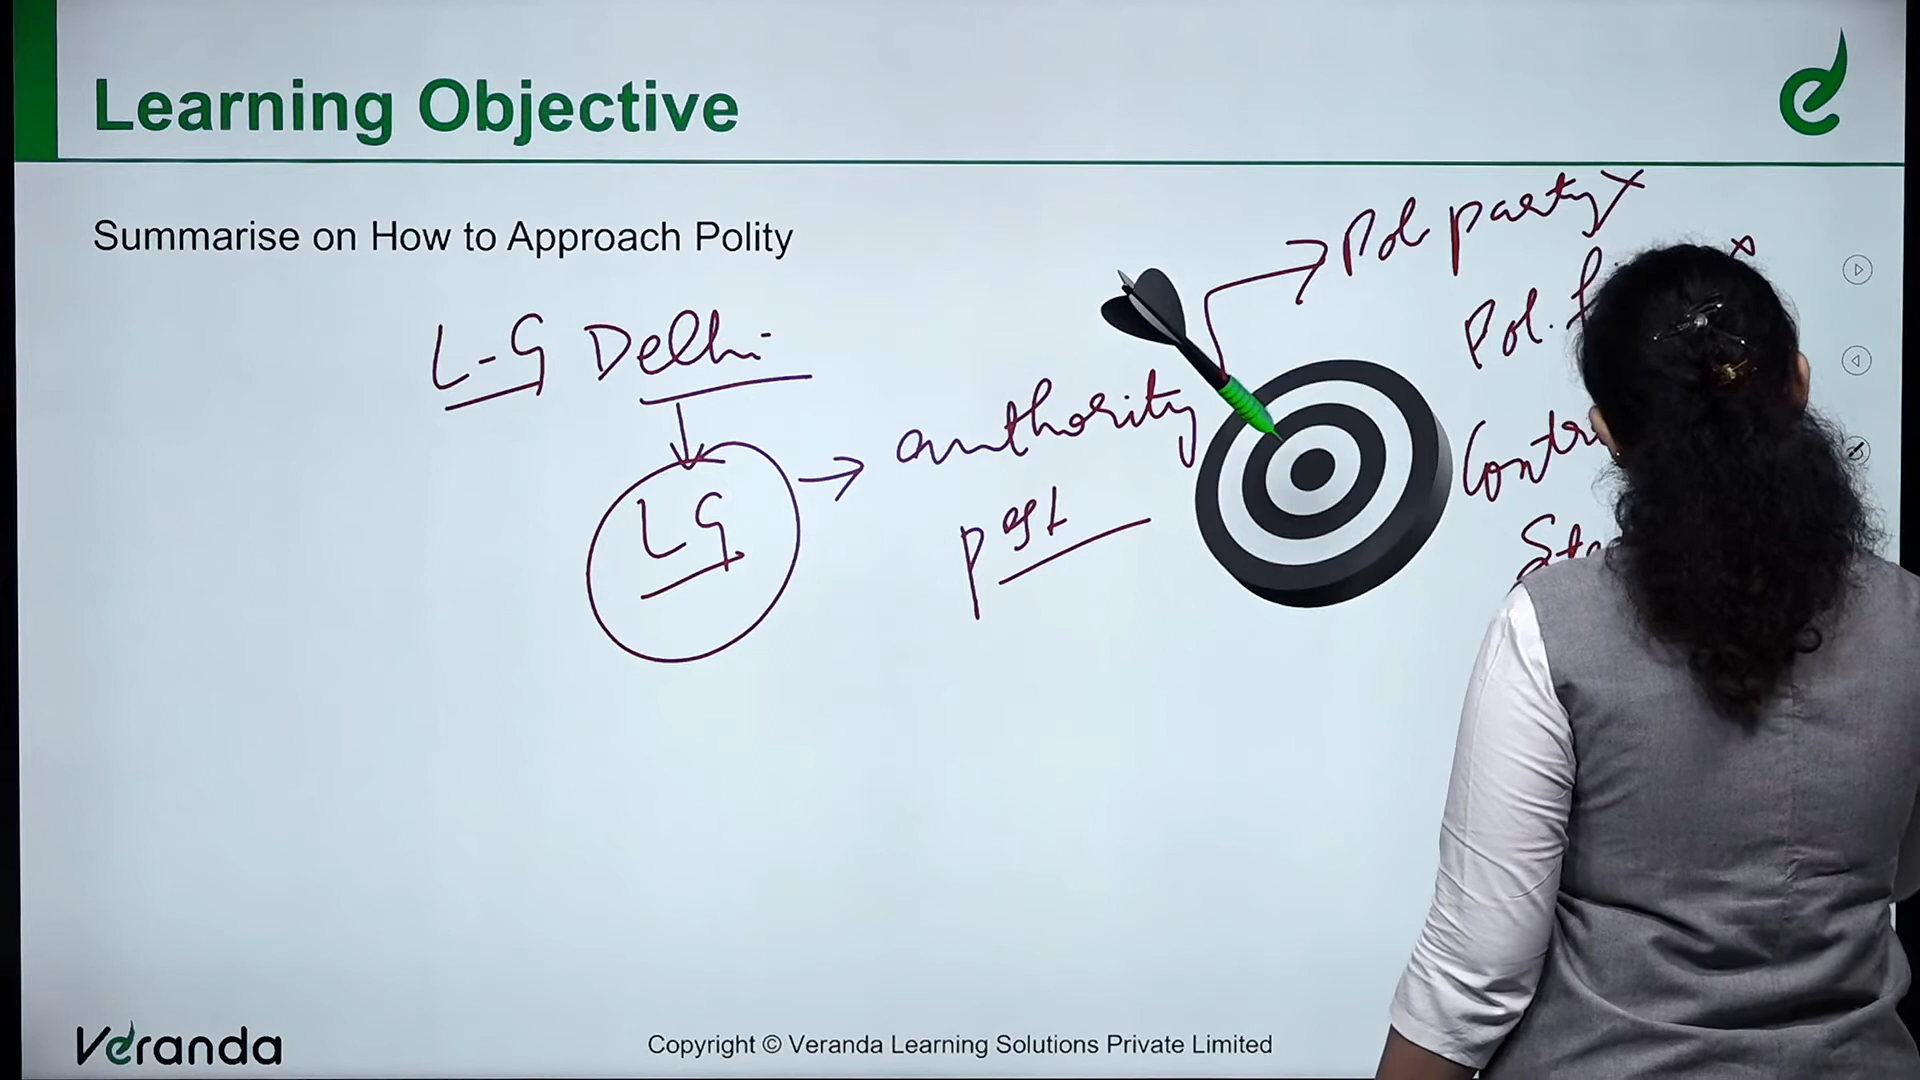 Learning Objective
Summarise on How to Approach Polity
Pol party x
L-G Delhi
Pol.
authority
LG
post
Veranda
Copyright © Veranda Learning Solutions Private Limited